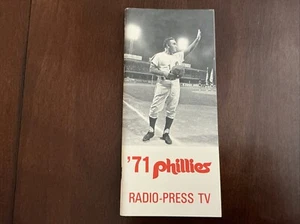 '71 phillies
RADIO-PRESS TV